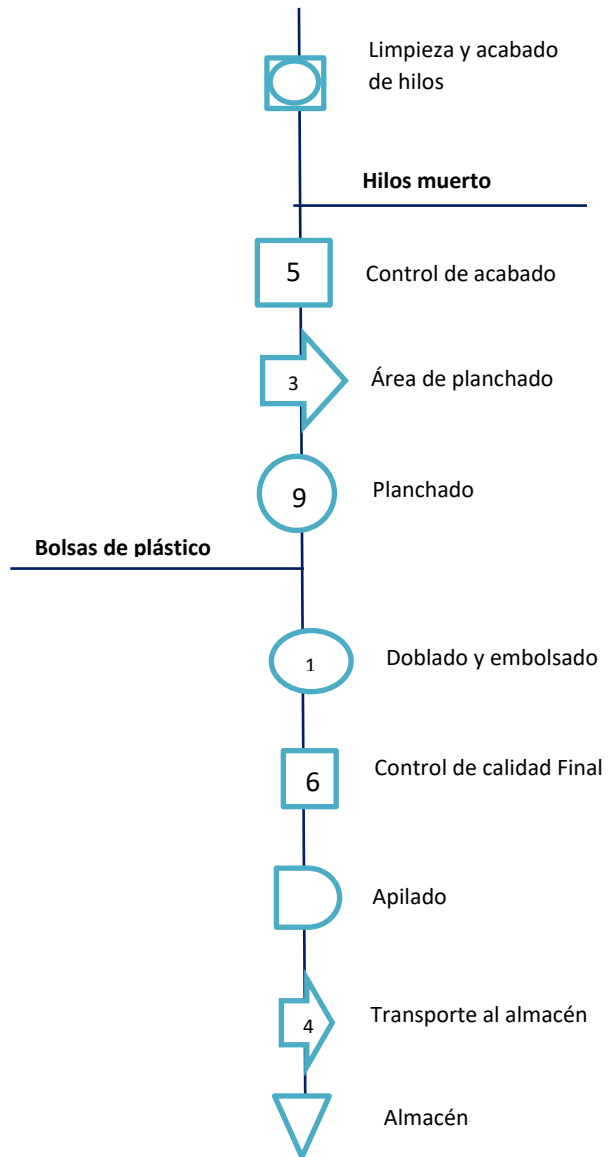 Limpieza y acabado
de hilos
Hilos muerto
5
Control de acabado
3
Área de planchado
9
Planchado
Bolsas de plástico
1
Doblado y embolsado
6
Control de calidad Final
Apilado
4
Transporte al almacén
Almacén